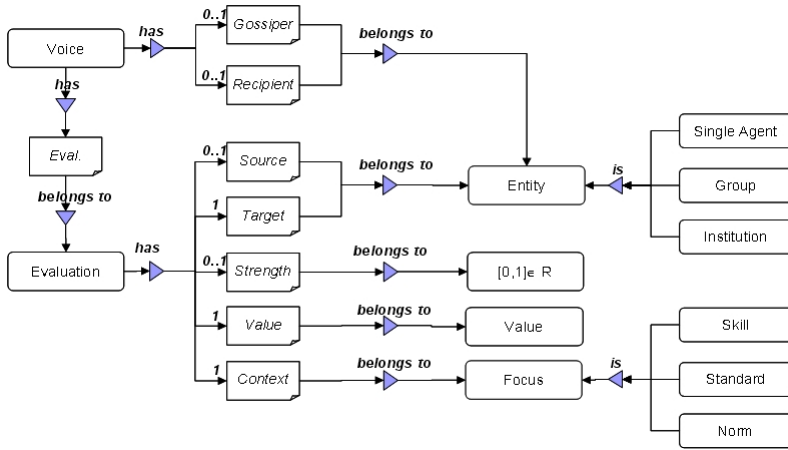 0..1
Gossiper
belongs to
has
Voice
0..1
Recipient
has
Single Agent
Eval.
0..1
Source
belongs to
is
Entity
Group
belongs to
1
Target
Institution
has
belongs to
Evaluation
0..1
Strength
[0,1]∈ R
belongs to
1
Value
Value
Skill
belongs to
is
1
Context
Focus
Standard
Norm